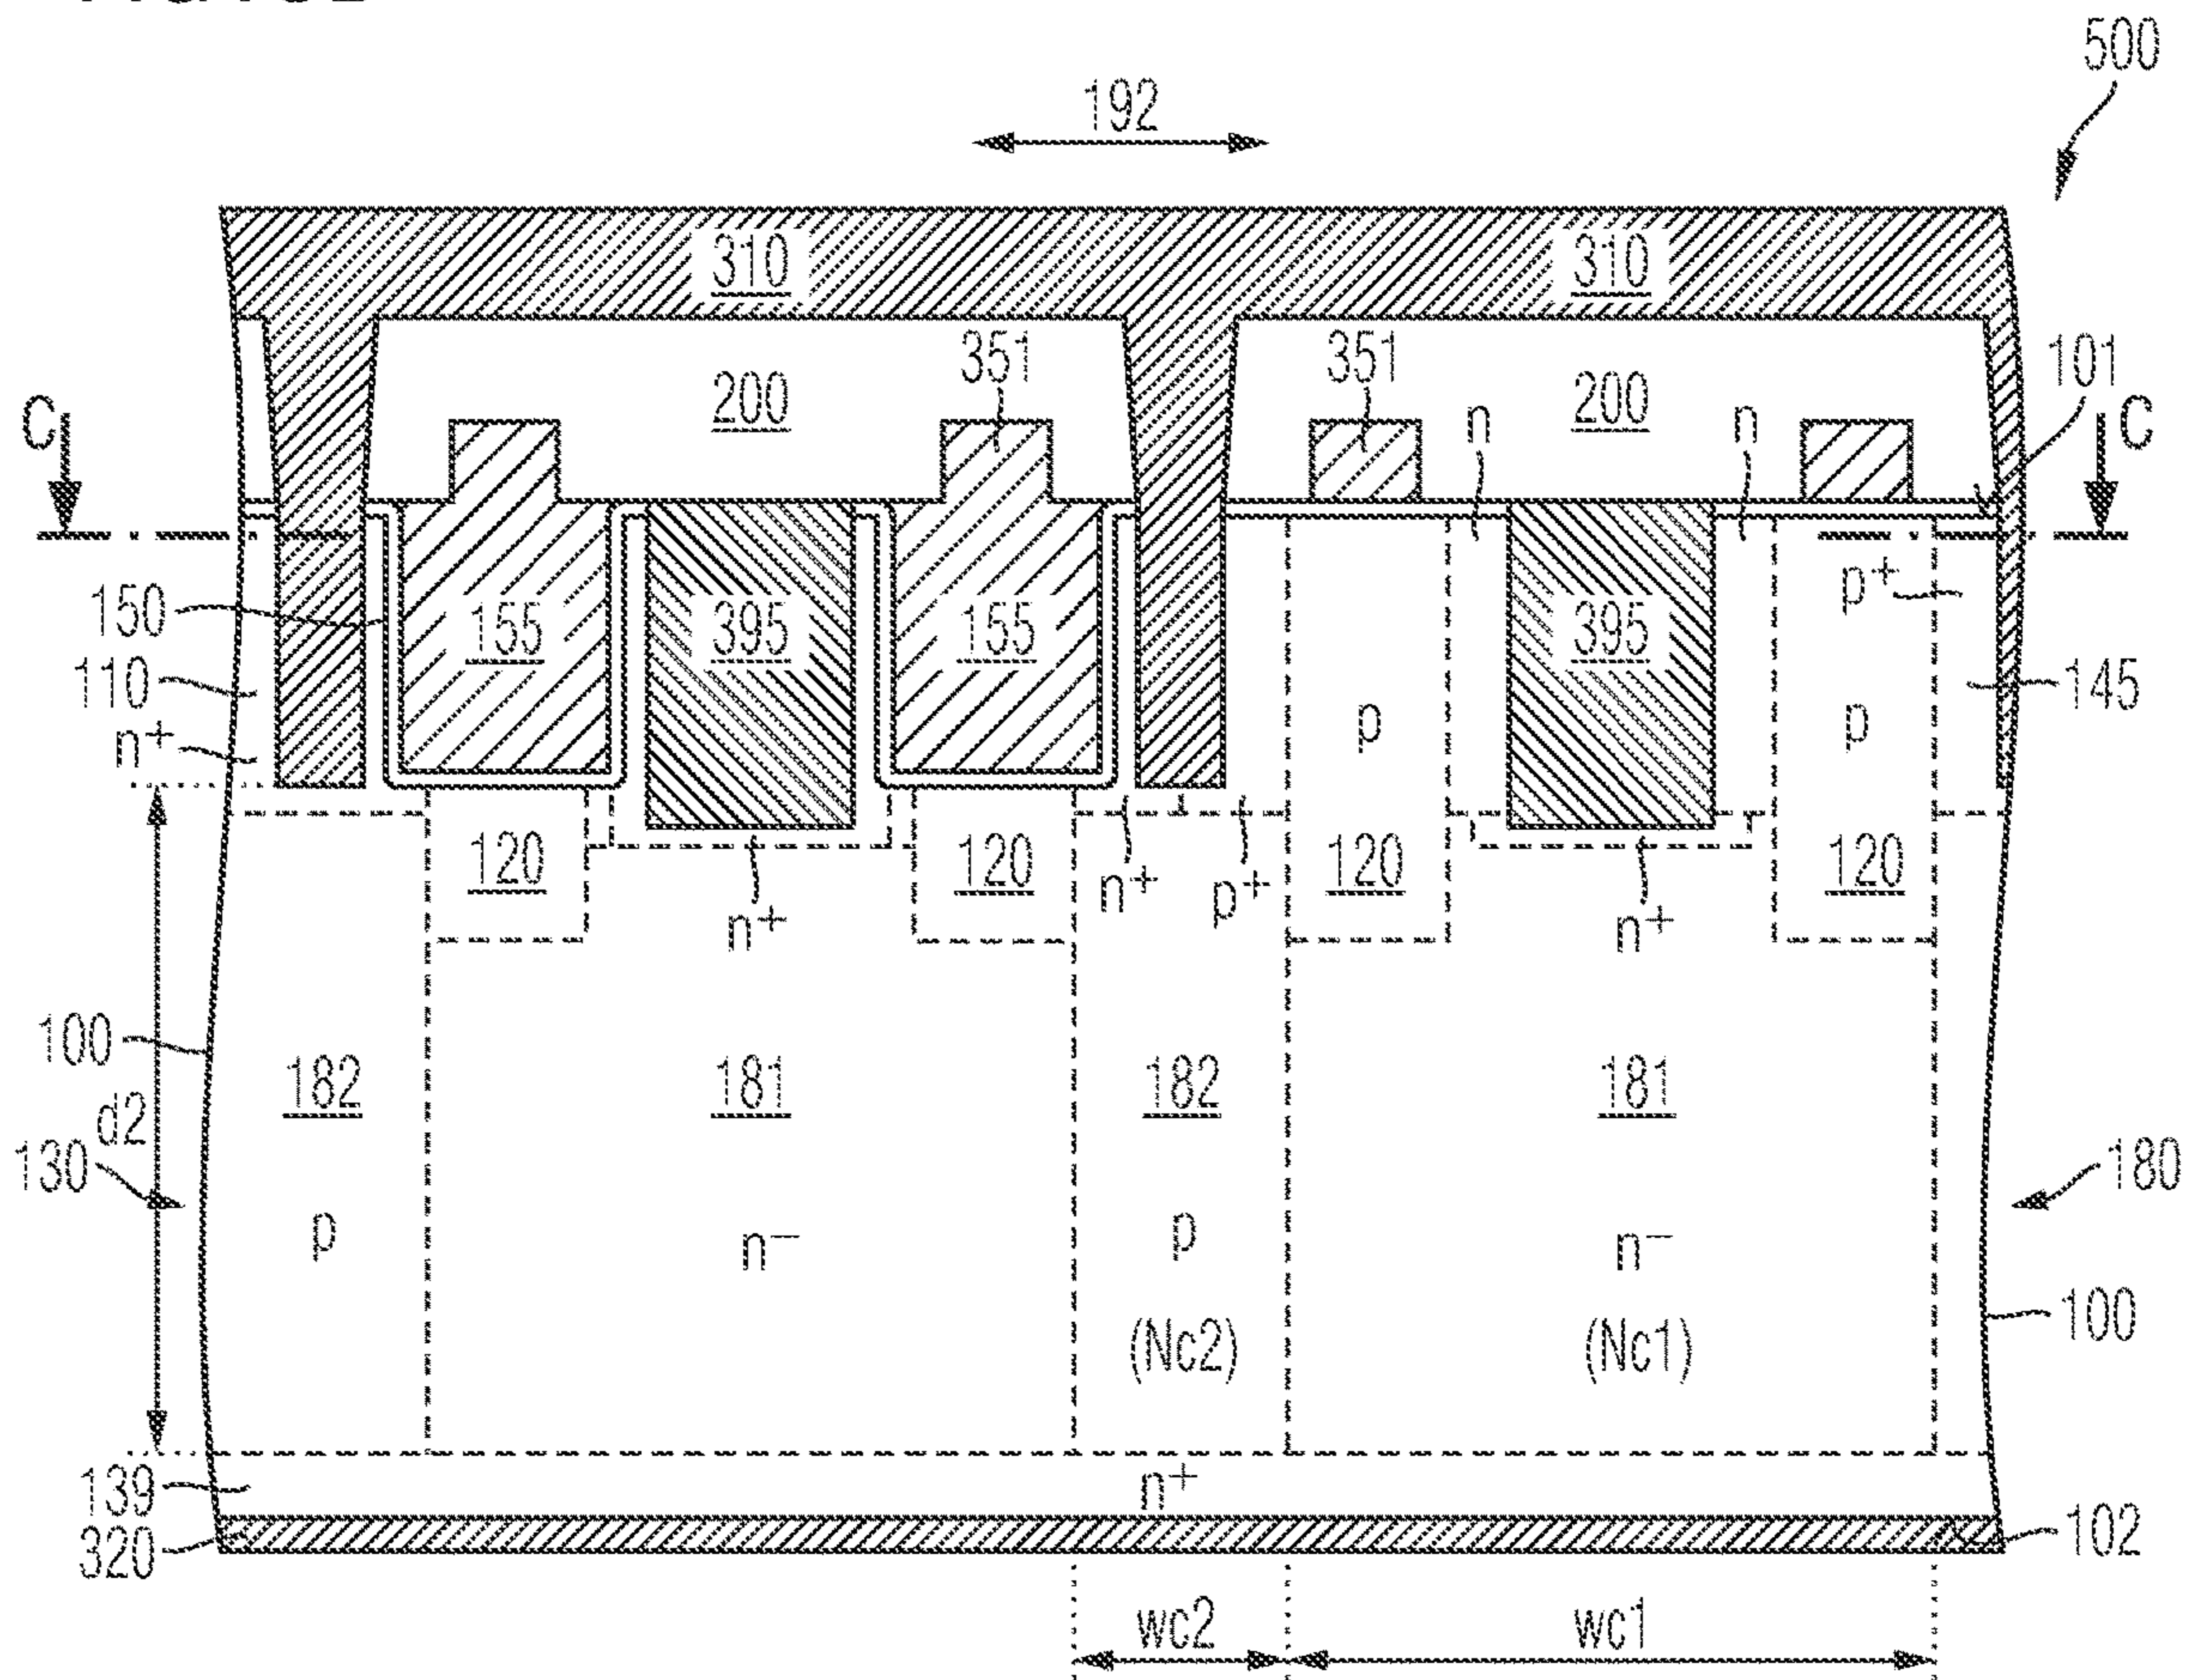 500
192
310 310
351 351 101
C 200 n 200 n C
p+
150 155 395 155 395
110 145
n+ p p
120 120 n+ p+ 120 120
n+ n+
100 182 181 182 181
d2
130 180
p n− p n−
(Nc2) (Nc1) 100
139 n+
320 102
wc2 wc1